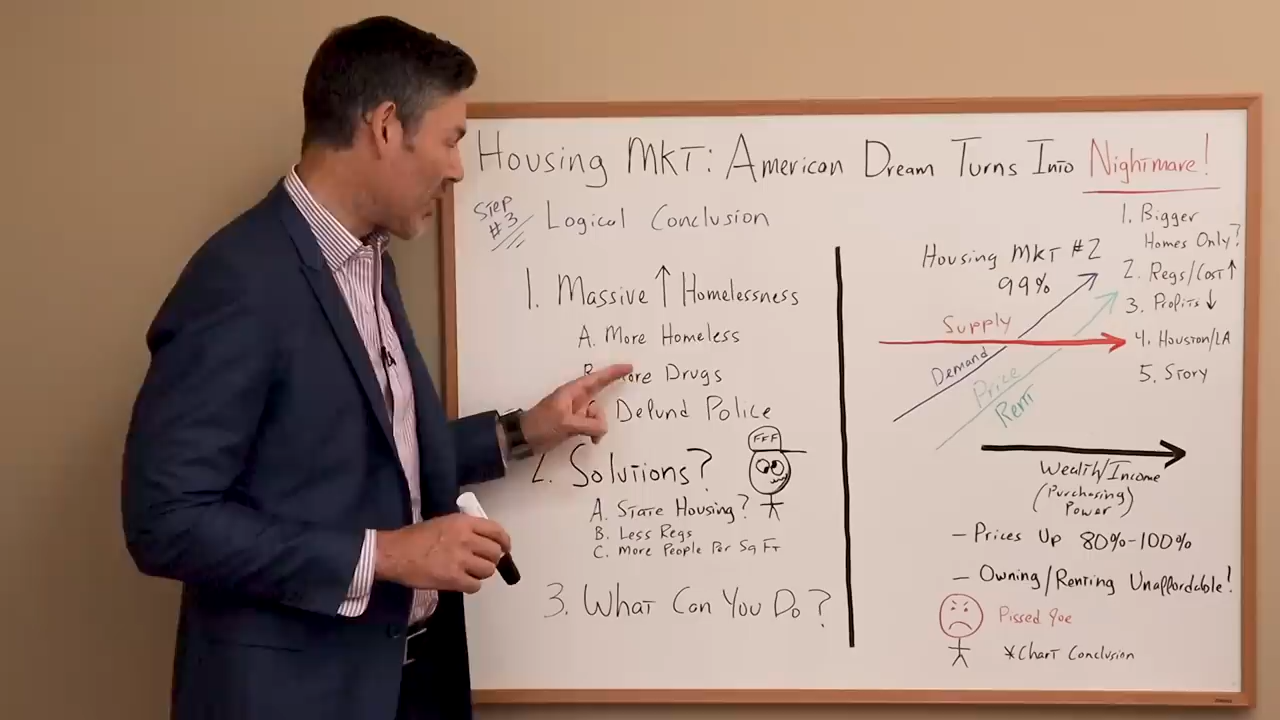 Housing MKT: American Dream Turns Into Nightmare!
Step #3
Logical Conclusion
1. Massive ↑ Homelessness
A. More Homeless
More Drugs
Defund Police
2. Solutions?
FFF
A. State Housing?
B. Less Regs
C. More People Per Sq Ft
3. What Can You Do?
Housing MKT #2
99%
Supply
Demand
Price
Rent
Wealth/Income
(Purchasing
Power)
- Prices Up 80%-100%
- Owning/Renting Unaffordable!
Pissed Joe
*Chart Conclusion
1. Bigger
Homes Only?
2. Regs/Cost ↑
3. Profits ↓
4. Houston/LA
5. Story